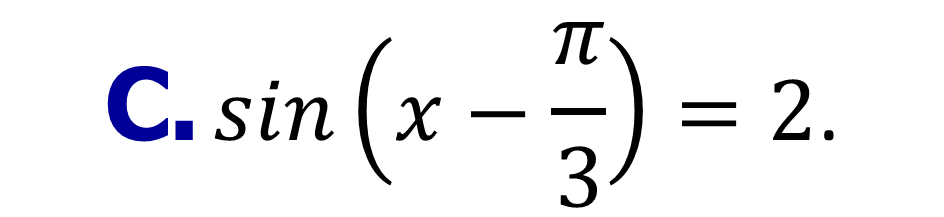 C. sin (x − π/3) = 2.